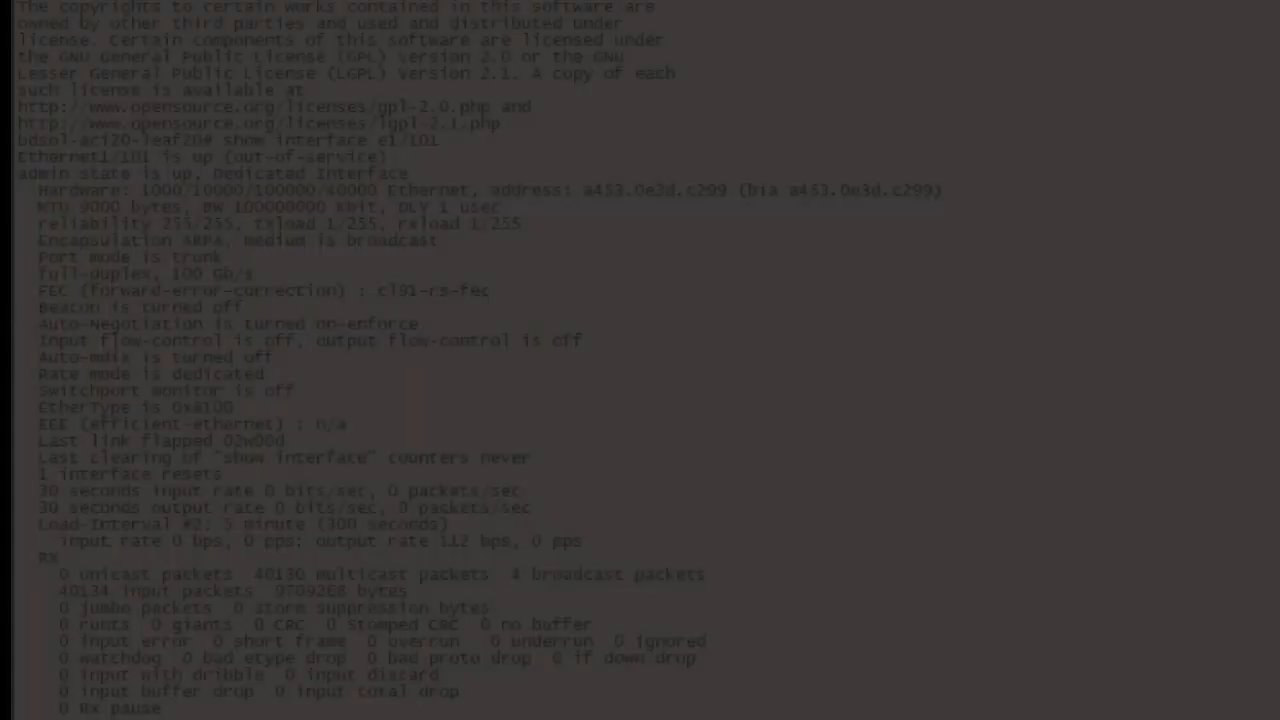 The copyrights to certain works contained in this software are
owned by other third parties and used and distributed under
license. Certain components of this software are licensed under
the GNU General Public License (GPL) version 2.0 or the GNU
Lesser General Public License (LGPL) version 2.1. A copy of each
such license is available at
http://www.opensource.org/licenses/gpl-2.0.php and
http://www.opensource.org/licenses/lgpl-2.1.php
bdsol-aci20-leaf20# show interface e1/101
Ethernet1/101 is up (out-of-service)
admin state is up, Dedicated Interface
Hardware: 1000/10000/100000/40000 Ethernet, address: a453.0e3d.c299 (bia a453.0e3d.c299)
MTU 9000 bytes, BW 100000000 Kbit, DLY 1 usec
reliability 255/255, txload 1/255, rxload 1/255
Encapsulation ARPA, medium is broadcast
Port mode is trunk
full-duplex, 100 Gb/s
FEC (forward-error-correction) : cl91-rs-fec
Beacon is turned off
Auto-Negotiation is turned on-enforce
Input flow-control is off, output flow-control is off
Auto-mdix is turned off
Rate mode is dedicated
Switchport monitor is off
EtherType is 0x8100
EEE (efficient-ethernet) : n/a
Last link flapped 02w00d
Last clearing of "show interface" counters never
1 interface resets
30 seconds input rate 0 bits/sec, 0 packets/sec
30 seconds output rate 0 bits/sec, 0 packets/sec
Load-Interval #2: 5 minute (300 seconds)
input rate 0 bps, 0 pps; output rate 112 bps, 0 pps
RX
0 unicast packets 40130 multicast packets 4 broadcast packets
40134 input packets 9709268 bytes
0 jumbo packets 0 storm suppression bytes
0 runts 0 giants 0 CRC 0 Stomped CRC 0 no buffer
0 input error 0 short frame 0 overrun 0 underrun 0 ignored
0 watchdog 0 bad etype drop 0 bad proto drop 0 if down drop
0 input with dribble 0 input discard
0 input buffer drop 0 input total drop
0 Rx pause